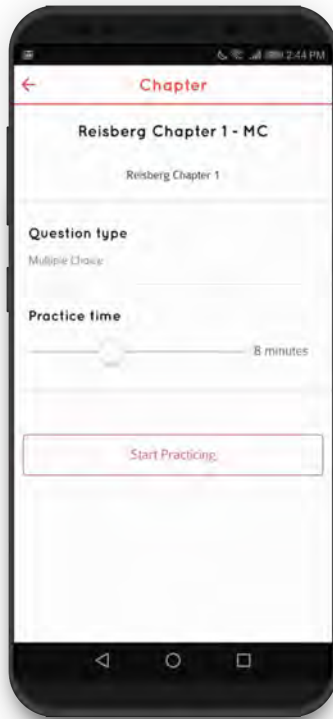 2:44 PM
Chapter
Reisberg Chapter 1 - MC
Reisberg Chapter 1
Question type
Multiple Choice
Practice time
8 minutes
Start Practicing